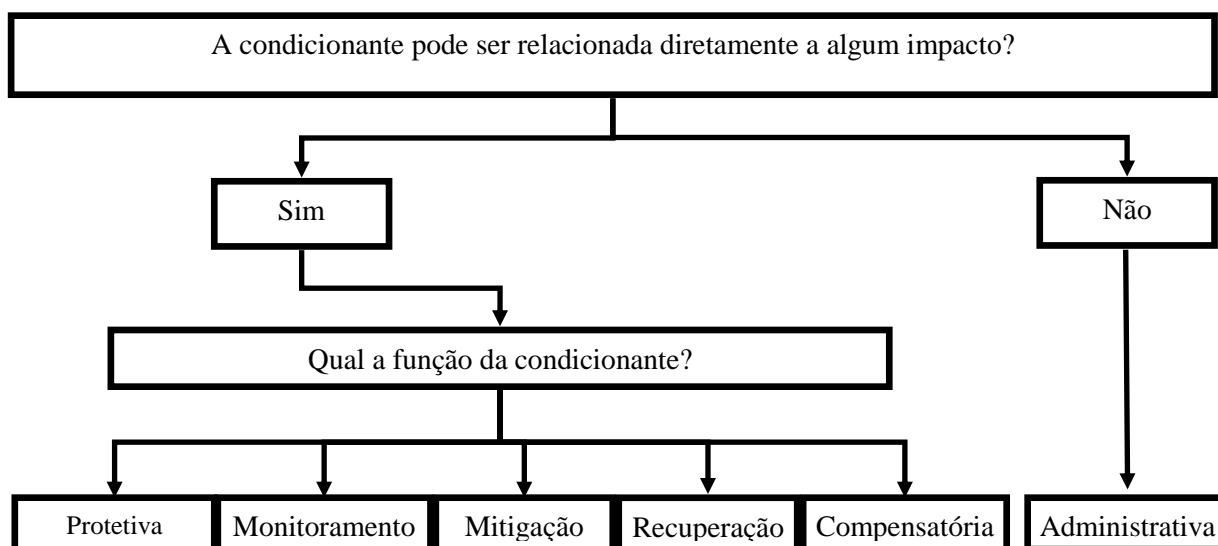 A condicionante pode ser relacionada diretamente a algum impacto?
Sim
Não
Qual a função da condicionante?
Protetiva
Monitoramento
Mitigação
Recuperação
Compensatória
Administrativa